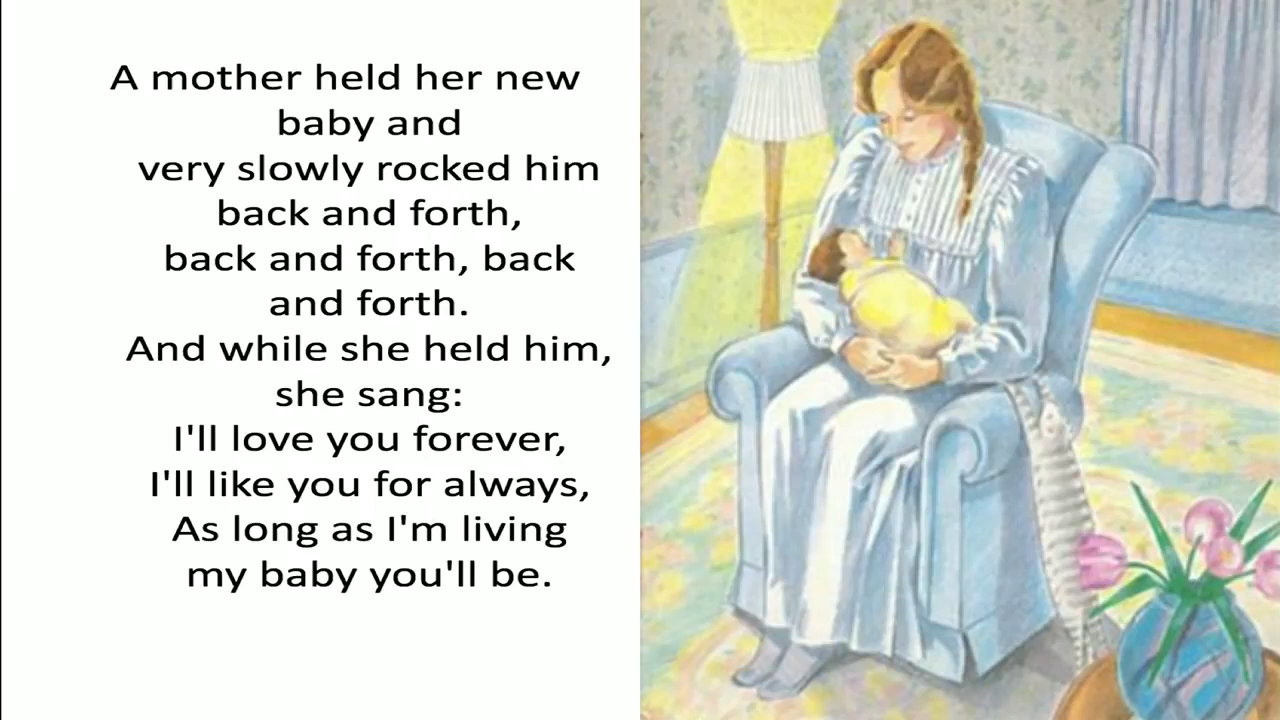 A mother held her new
baby and
very slowly rocked him
back and forth,
back and forth, back
and forth.
And while she held him,
she sang:
I'll love you forever,
I'll like you for always,
As long as I'm living
my baby you'll be.